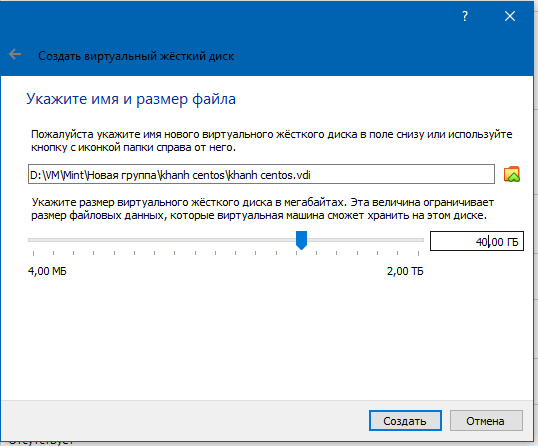 ?
Создать виртуальный жёсткий диск
Укажите имя и размер файла
Пожалуйста укажите имя нового виртуального жёсткого диска в поле снизу или используйте
кнопку с иконкой папки справа от него.
D:\VM\Mint\Новая группа\khanh centos\khanh centos.vdi
Укажите размер виртуального жёсткого диска в мегабайтах. Эта величина ограничивает
размер файловых данных, которые виртуальная машина сможет хранить на этом диске.
40,00 ГБ
4,00 МБ 2,00 ТБ
Создать Отмена
Отсутствует